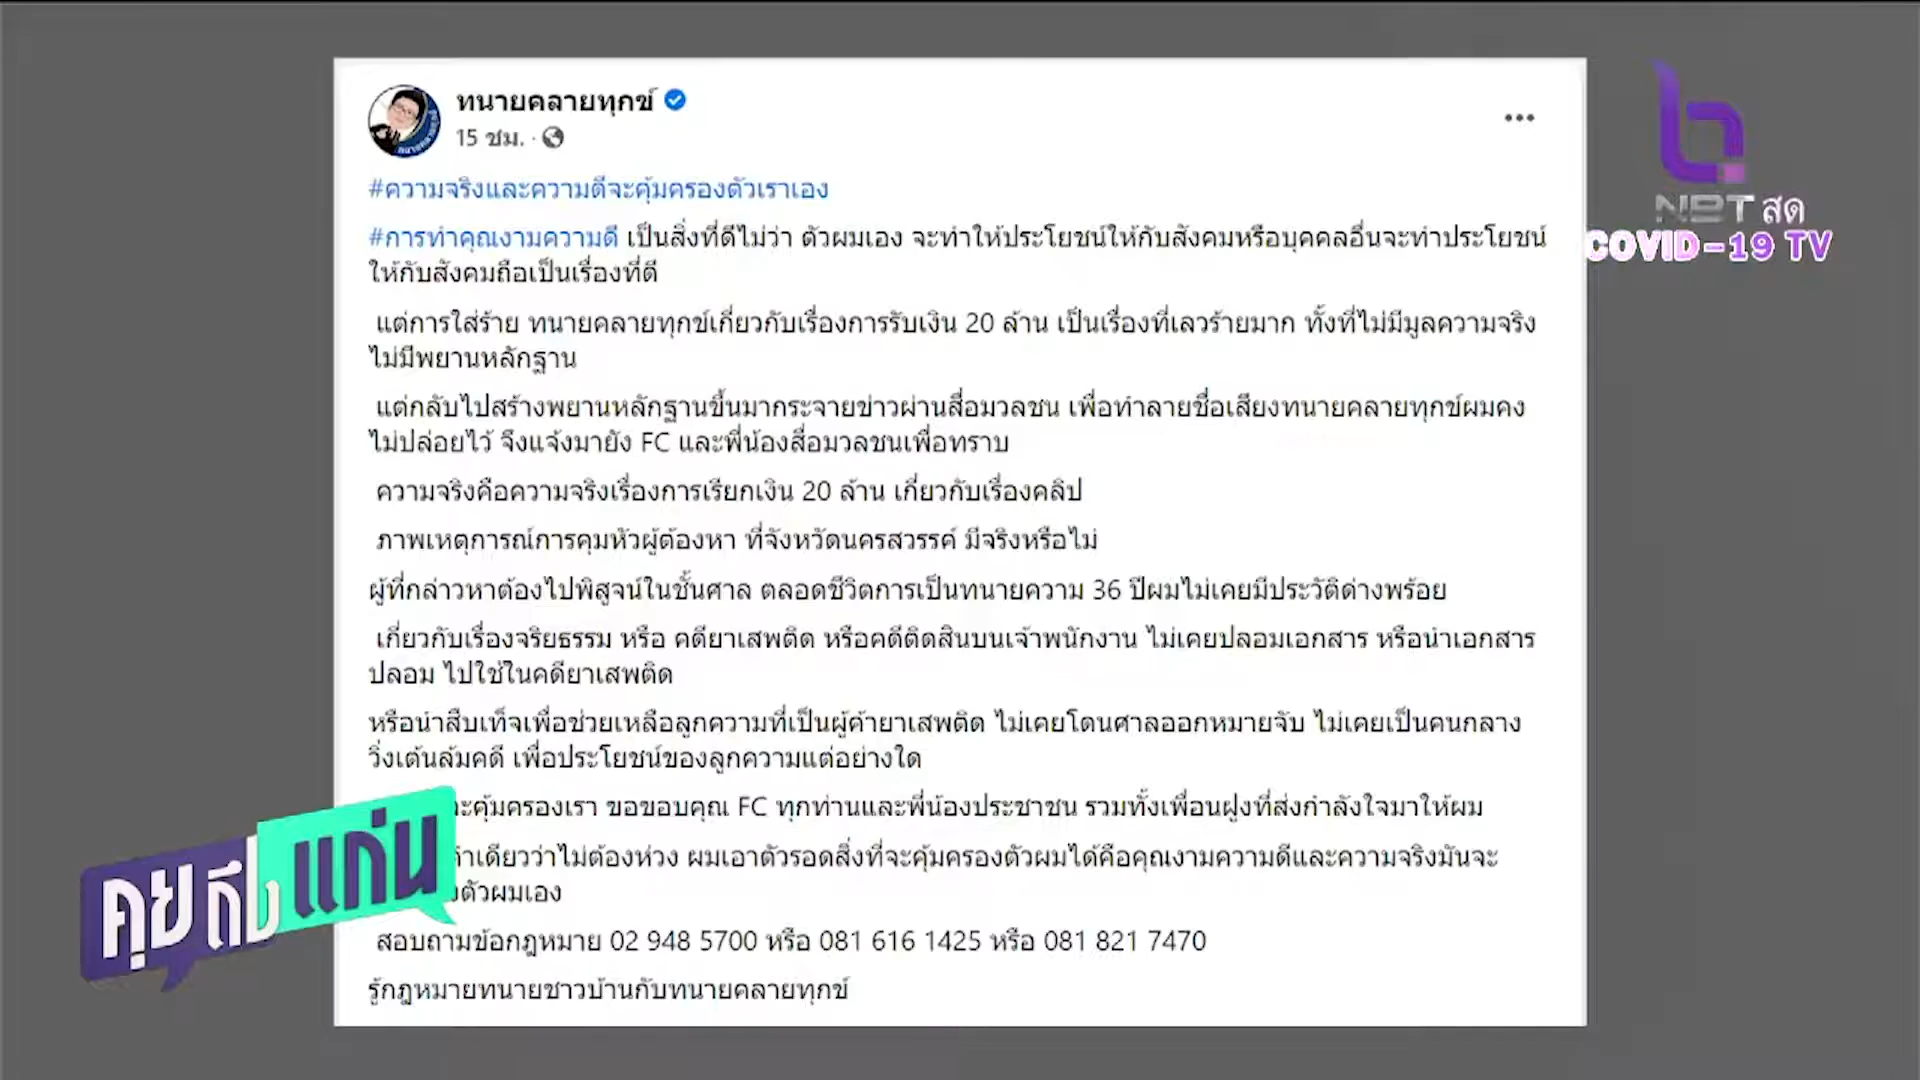 ทนายคลายทุกข์
15 ชม.
#ความจริงและความดีจะคุ้มครองตัวเราเอง
#การทำคุณงามความดี เป็นสิ่งที่ดีไม่ว่า ตัวผมเอง จะทำให้ประโยชน์ให้กับสังคมหรือบุคคลอื่นจะทำประโยชน์
ให้กับสังคมถือเป็นเรื่องที่ดี
แต่การใส่ร้าย ทนายคลายทุกข์เกี่ยวกับเรื่องการรับเงิน 20 ล้าน เป็นเรื่องที่เลวร้ายมาก ทั้งที่ไม่มีมูลความจริง
ไม่มีพยานหลักฐาน
แต่กลับไปสร้างพยานหลักฐานขึ้นมากระจายข่าวผ่านสื่อมวลชน เพื่อทำลายชื่อเสียงทนายคลายทุกข์ผมคง
ไม่ปล่อยไว้ จึงแจ้งมายัง FC และพี่น้องสื่อมวลชนเพื่อทราบ
ความจริงคือความจริงเรื่องการเรียกเงิน 20 ล้าน เกี่ยวกับเรื่องคลิป
ภาพเหตุการณ์การคุมหัวผู้ต้องหา ที่จังหวัดนครสวรรค์ มีจริงหรือไม่
ผู้ที่กล่าวหาต้องไปพิสูจน์ในชั้นศาล ตลอดชีวิตการเป็นทนายความ 36 ปีผมไม่เคยมีประวัติด่างพร้อย
เกี่ยวกับเรื่องจริยธรรม หรือ คดียาเสพติด หรือคดีติดสินบนเจ้าพนักงาน ไม่เคยปลอมเอกสาร หรือนำเอกสาร
ปลอม ไปใช้ในคดียาเสพติด
หรือนำสืบเท็จเพื่อช่วยเหลือลูกความที่เป็นผู้ค้ายาเสพติด ไม่เคยโดนศาลออกหมายจับ ไม่เคยเป็นคนกลาง
วิ่งเต้นล้มคดี เพื่อประโยชน์ของลูกความแต่อย่างใด
จะคุ้มครองเรา ขอขอบคุณ FC ทุกท่านและพี่น้องประชาชน รวมทั้งเพื่อนฝูงที่ส่งกำลังใจมาให้ผม
คำเดียวว่าไม่ต้องห่วง ผมเอาตัวรอดสิ่งที่จะคุ้มครองตัวผมได้คือคุณงามความดีและความจริงมันจะ
ตัวผมเอง
สอบถามข้อกฎหมาย 02 948 5700 หรือ 081 616 1425 หรือ 081 821 7470
รู้กฎหมายทนายชาวบ้านกับทนายคลายทุกข์
NBT สด
COVID-19 TV
คุยถึงแก่น